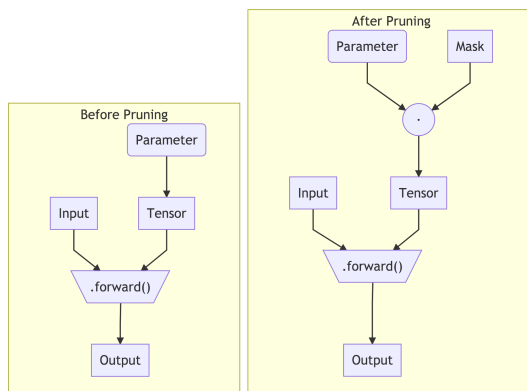 Before Pruning
Parameter
Input
Tensor
.forward()
Output
After Pruning
Parameter
Mask
·
Input
Tensor
.forward()
Output